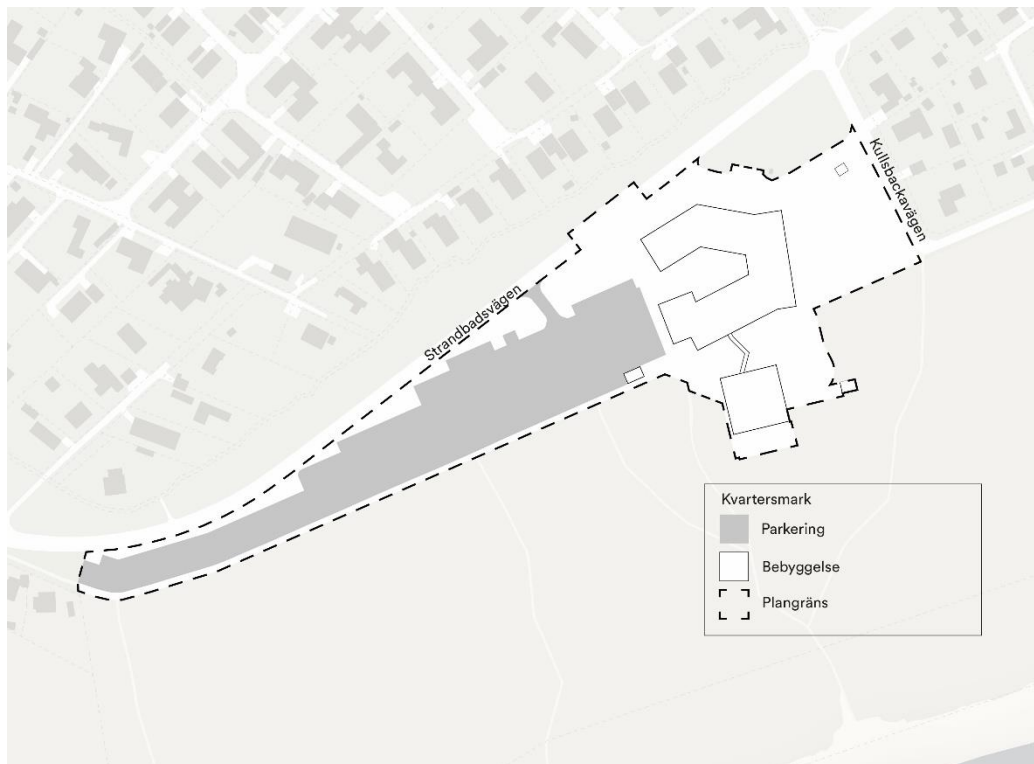 Kullsbackavägen
Strandbadsvägen
Kvartersmark
Parkering
Bebyggelse
Plangräns